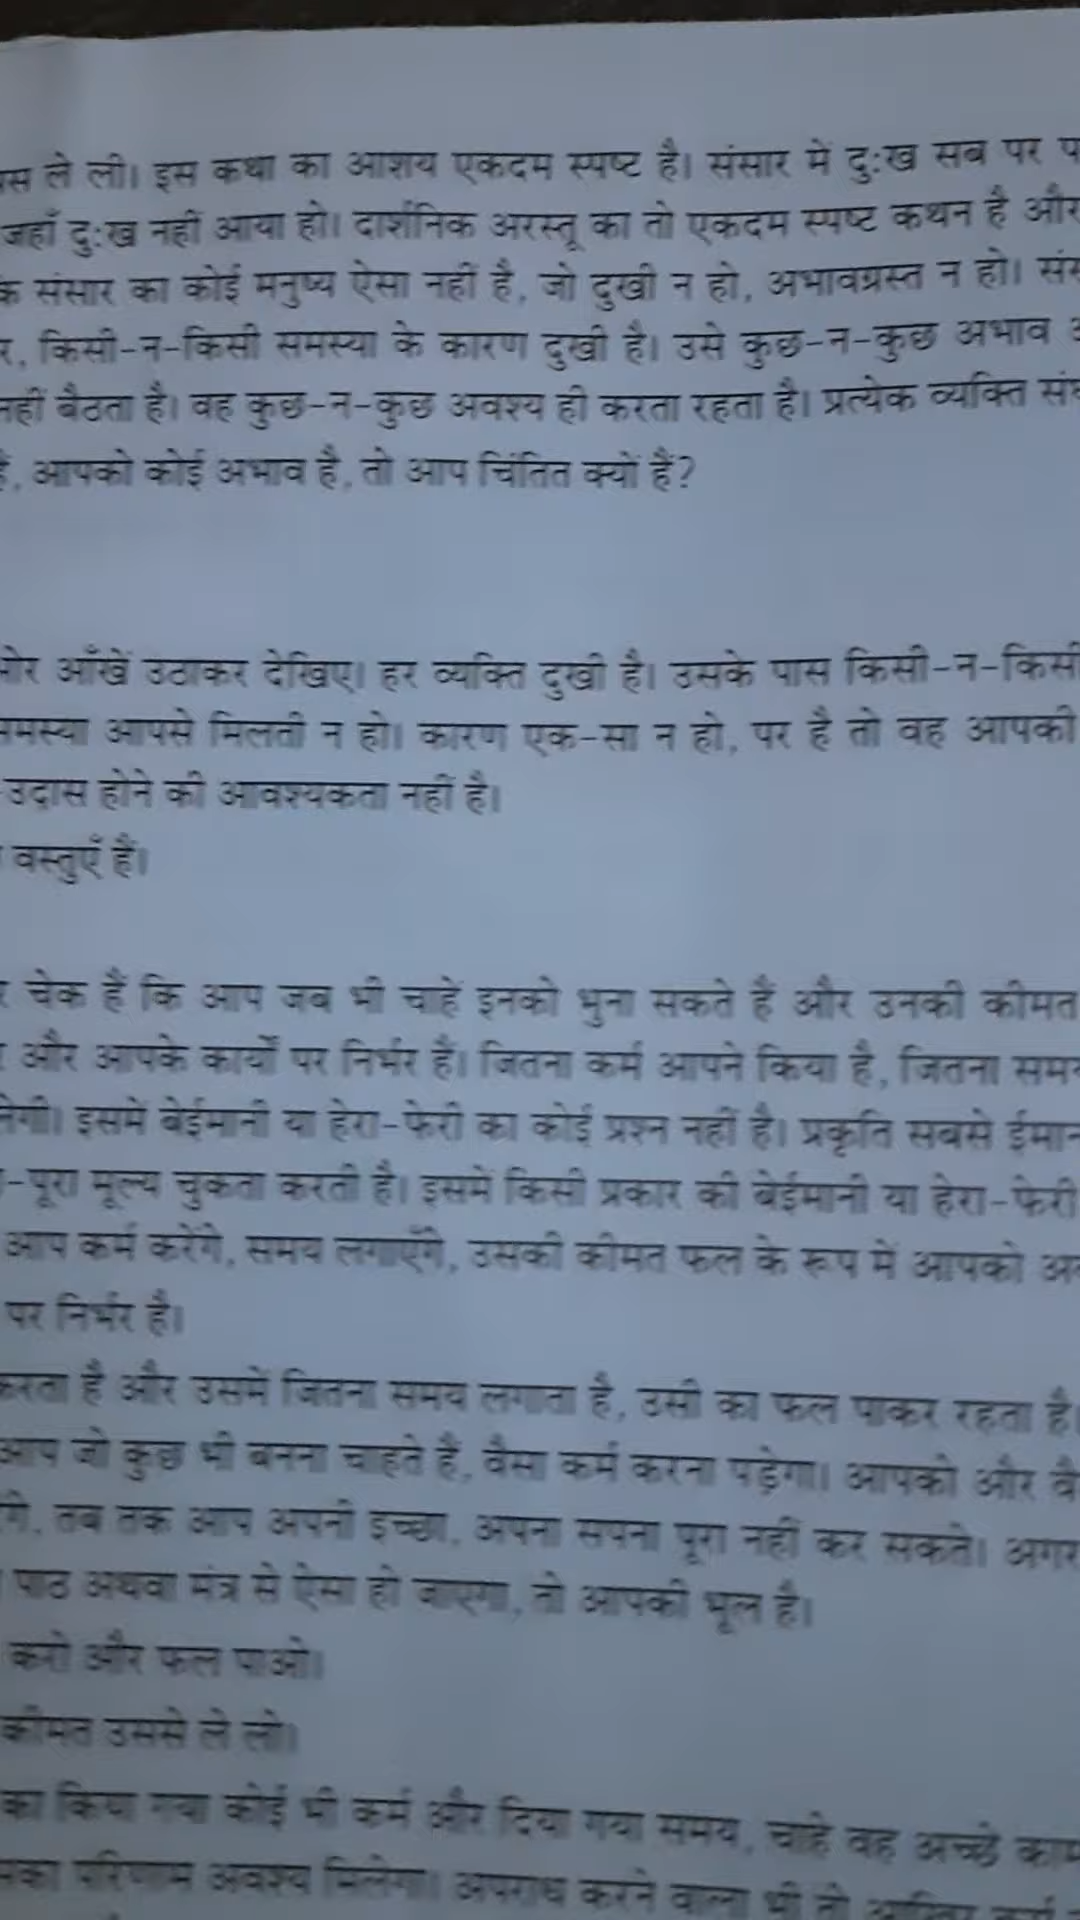 ले ली। इस कथा का आशय एकदम स्पष्ट है। संसार में दु:ख सब पर
जहाँ दु:ख नहीं आया हो। दार्शनिक अरस्तू का तो एकदम स्पष्ट कथन है और
संसार का कोई मनुष्य ऐसा नहीं है, जो दुखी न हो, अभावग्रस्त न हो।
किसी-न-किसी समस्या के कारण दुखी है। उसे कुछ-न-कुछ अभाव
नहीं बैठता है। वह कुछ-न-कुछ अवश्य ही करता रहता है। प्रत्येक व्यक्ति
आपको कोई अभाव है, तो आप चिंतित क्यों हैं?
आँखें उठाकर देखिए। हर व्यक्ति दुखी है। उसके पास किसी-न-किसी
आपसे मिलती न हो। कारण एक-सा न हो, पर है तो वह आपकी
उदास होने की आवश्यकता नहीं है।
वस्तुएँ हैं।
चेक हैं कि आप जब भी चाहें इनको भुना सकते हैं और उनकी कीमत
और आपके कार्यों पर निर्भर हैं। जितना कर्म आपने किया है, जितना
इसमें बेईमानी या हेरा-फेरी का कोई प्रश्न नहीं है। प्रकृति सबसे
-पूरा मूल्य चुकता करती है। इसमें किसी प्रकार की बेईमानी या हेरा-फेरी
आप कर्म करेंगे, समय लगाएँगे, उसकी कीमत फल के रूप में आपको
पर निर्भर है।
करता है और उसमें जितना समय लगाता है, उसी का फल पाकर रहता है।
आप जो कुछ भी बनना चाहते हैं, वैसा कर्म करना पड़ेगा। आपको और
तब तक आप अपनी इच्छा, अपना सपना पूरा नहीं कर सकते। अगर
पाठ अथवा मंत्र से ऐसा हो जाएगा, तो आपकी भूल है।
करो और फल पाओ।
कीमत उससे ले लो।
का किया गया कोई भी कर्म और दिया गया समय, चाहे वह अच्छे
परिणाम अवश्य मिलेगा। अपराध करने वाला भी तो